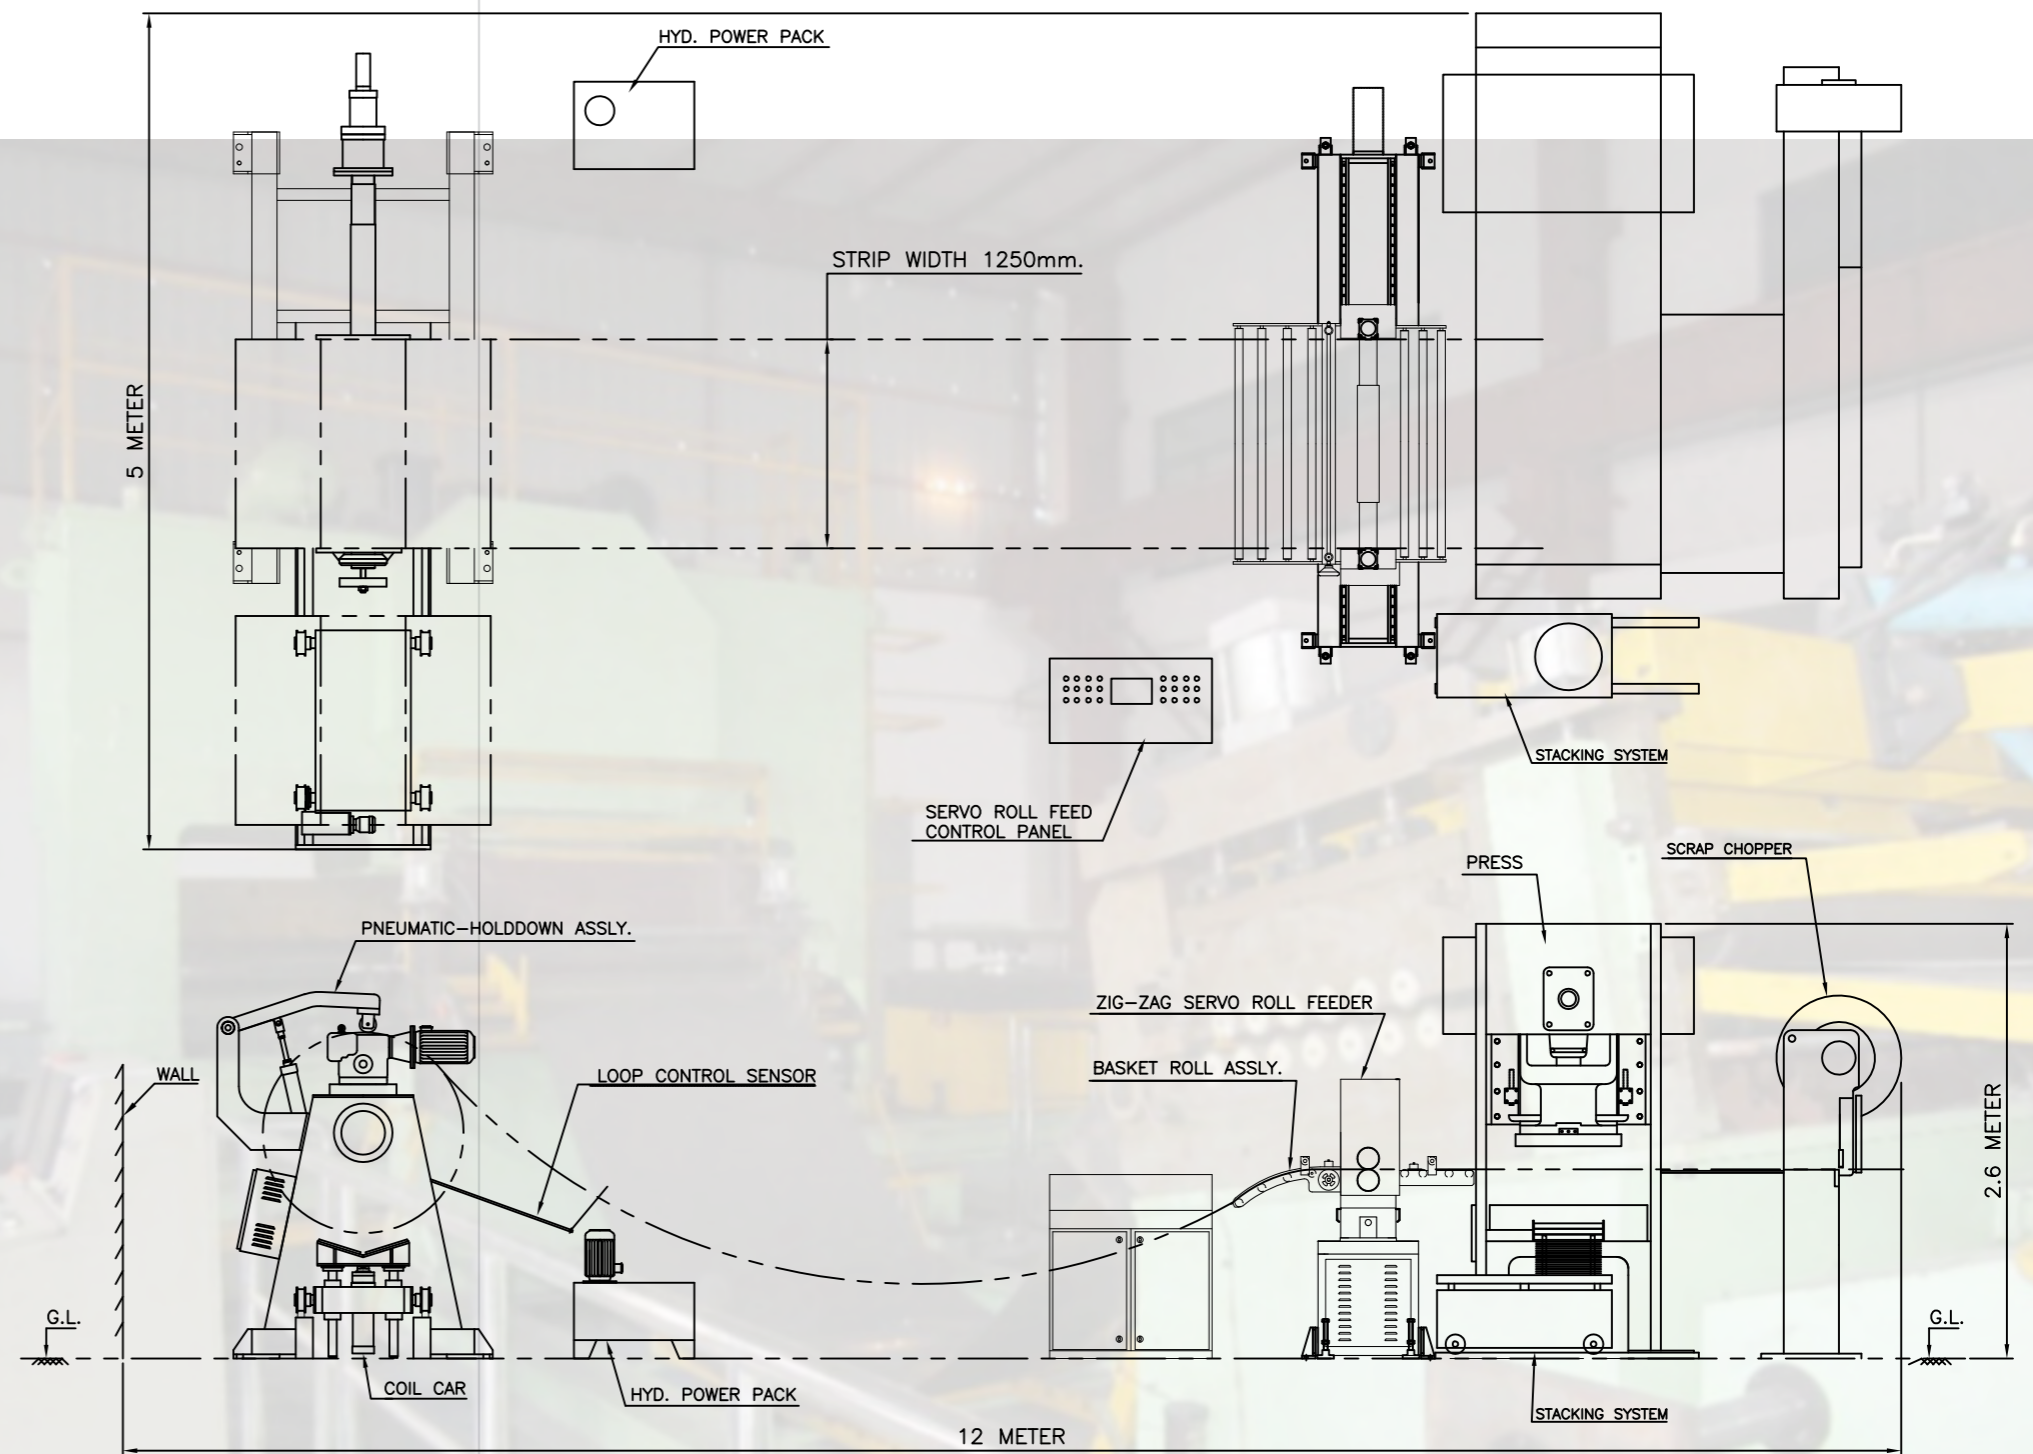 HYD. POWER PACK
STRIP WIDTH 1250mm.
5 METER
STACKING SYSTEM
SERVO ROLL FEED
CONTROL PANEL
SCRAP CHOPPER
PRESS
PNEUMATIC-HOLDDOWN ASSLY.
ZIG-ZAG SERVO ROLL FEEDER
BASKET ROLL ASSLY.
LOOP CONTROL SENSOR
WALL
2.6 METER
G.L.
G.L.
COIL CAR
HYD. POWER PACK
STACKING SYSTEM
12 METER